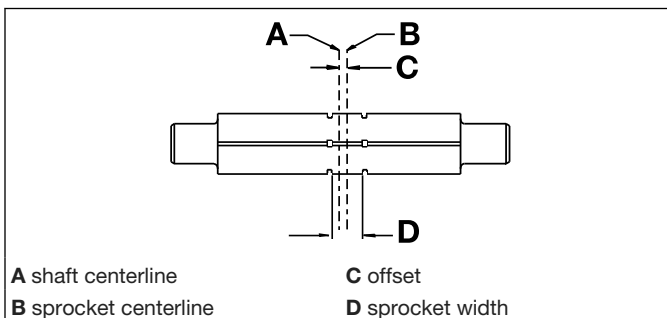 A B
C
D
A shaft centerline
B sprocket centerline
C offset
D sprocket width